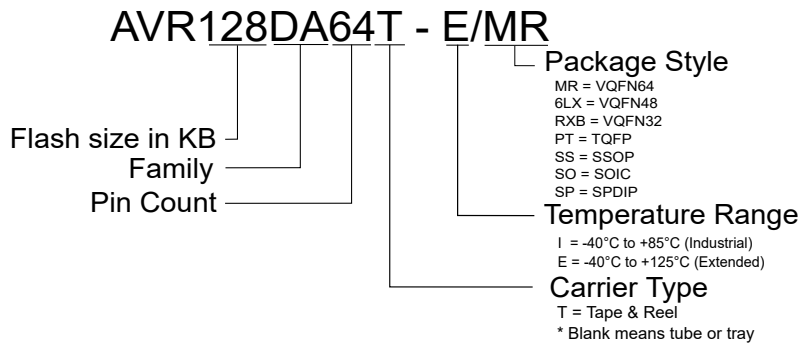 AVR128DA64T - E/MR
Package Style
MR = VQFN64
6LX = VQFN48
RXB = VQFN32
PT = TQFP
SS = SSOP
SO = SOIC
SP = SPDIP
Flash size in KB
Family
Pin Count
Temperature Range
I = -40°C to +85°C (Industrial)
E = -40°C to +125°C (Extended)
Carrier Type
T = Tape & Reel
* Blank means tube or tray